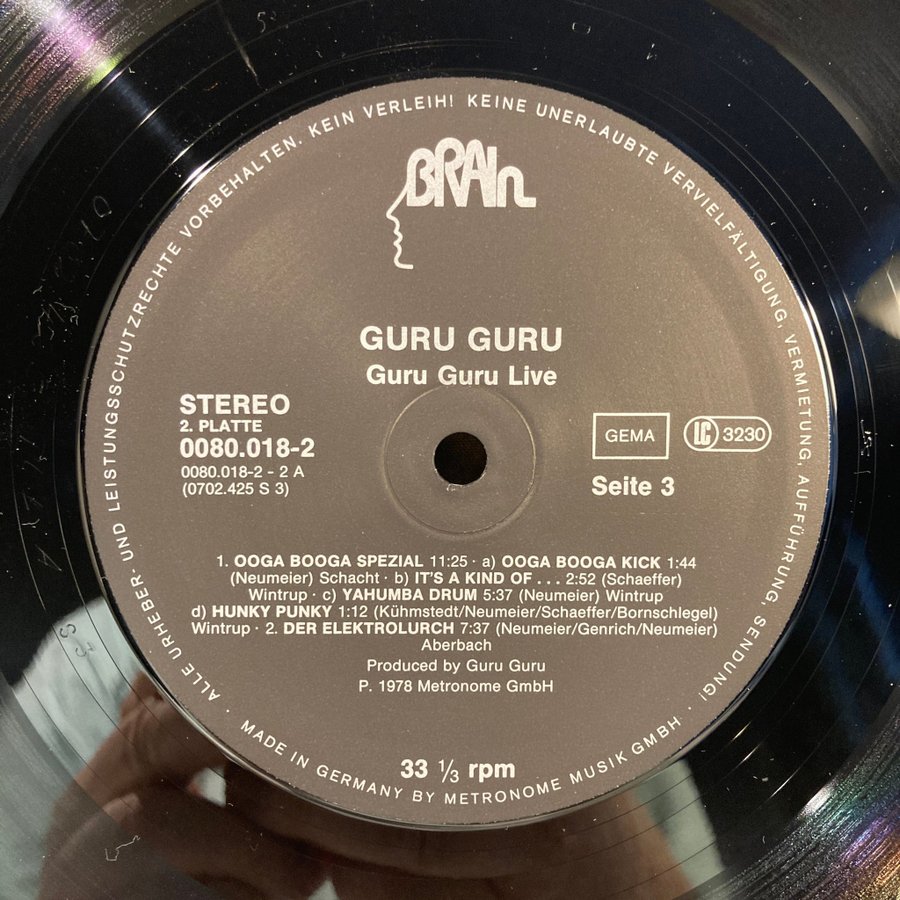 ALLE URHEBER- UND LEISTUNGSSCHUTZRECHTE VORBEHALTEN. KEIN VERLEIH! KEINE UNERLAUBTE VERVIELFÄLTIGUNG, VERMIETUNG, AUFFÜHRUNG, SENDUNG!
BRAIn
GURU GURU
Guru Guru Live
STEREO
2. PLATTE
0080.018-2
0080.018-2 - 2 A
(0702.425 S 3)
GEMA
LC 3230
Seite 3
1. OOGA BOOGA SPEZIAL 11:25 · a) OOGA BOOGA KICK 1:44
(Neumeier) Schacht · b) IT'S A KIND OF . . . 2:52 (Schaeffer)
Wintrup · c) YAHUMBA DRUM 5:37 (Neumeier) Wintrup
d) HUNKY PUNKY 1:12 (Kühmstedt/Neumeier/Schaeffer/Bornschlegel)
Wintrup · 2. DER ELEKTROLURCH 7:37 (Neumeier/Genrich/Neumeier)
Aberbach
Produced by Guru Guru
P. 1978 Metronome GmbH
33 ⅓ rpm
· MADE IN GERMANY BY METRONOME MUSIK GMBH ·
S3